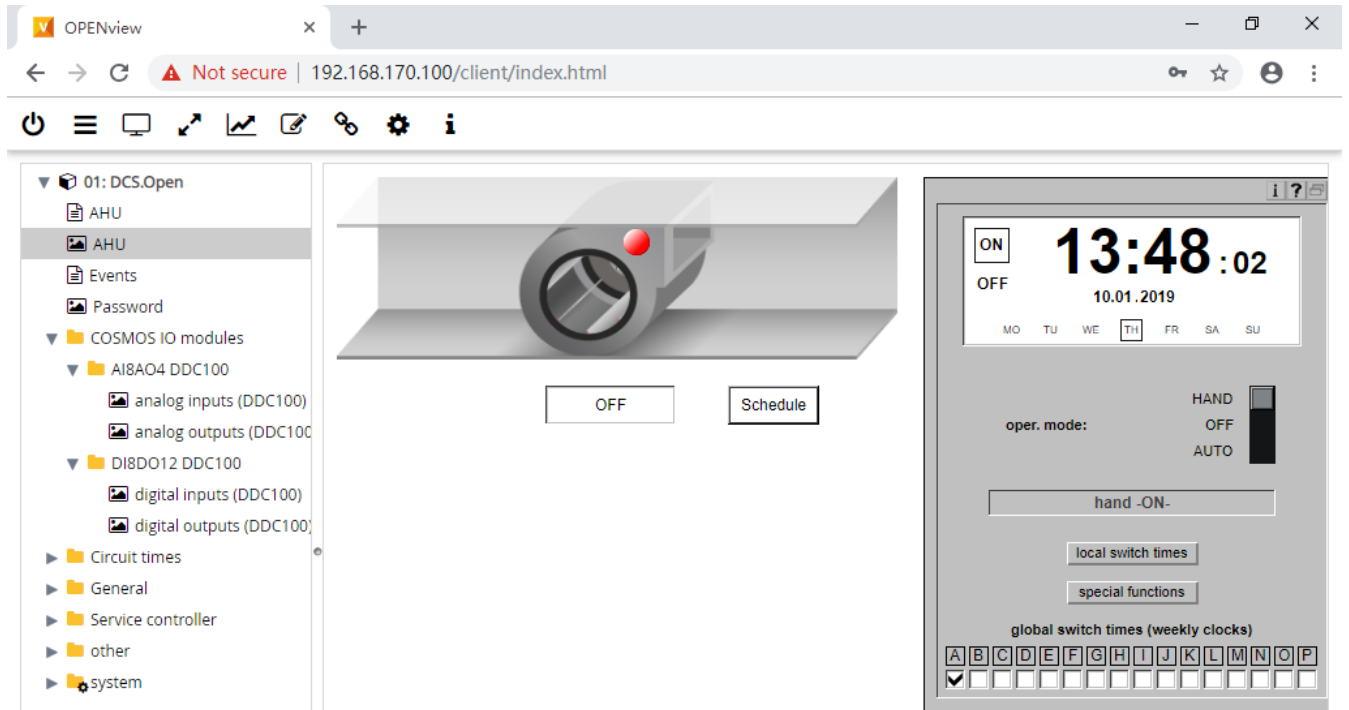 OPENview
Not secure | 192.168.170.100/client/index.html
01: DCS.Open
AHU
AHU
Events
Password
COSMOS IO modules
AI8AO4 DDC100
analog inputs (DDC100)
analog outputs (DDC100
DI8DO12 DDC100
digital inputs (DDC100)
digital outputs (DDC100)
Circuit times
General
Service controller
other
system
OFF
Schedule
i ?
ON
OFF
13:48:02
10.01.2019
MO TU WE TH FR SA SU
oper. mode:
HAND
OFF
AUTO
hand -ON-
local switch times
special functions
global switch times (weekly clocks)
A B C D E F G H I J K L M N O P